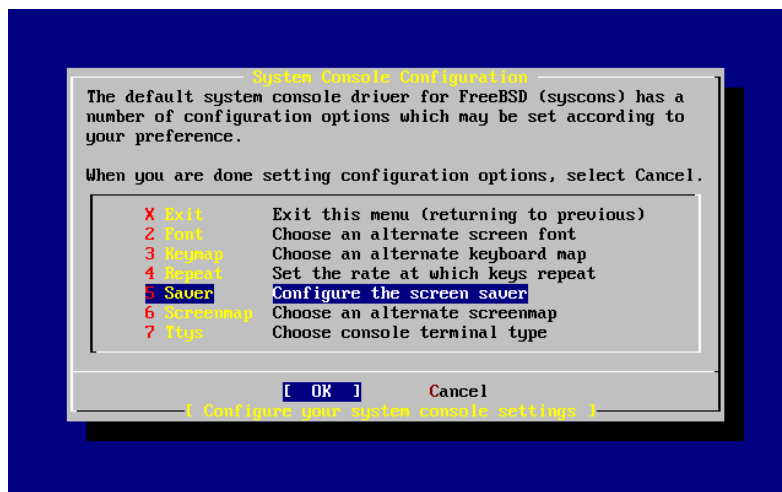 System Console Configuration
The default system console driver for FreeBSD (syscons) has a
number of configuration options which may be set according to
your preference.
When you are done setting configuration options, select Cancel.
X Exit Exit this menu (returning to previous)
2 Font Choose an alternate screen font
3 Keymap Choose an alternate keyboard map
4 Repeat Set the rate at which keys repeat
5 Saver Configure the screen saver
6 Screenmap Choose an alternate screenmap
7 Ttys Choose console terminal type
[ OK ] Cancel
[ Configure your system console settings ]